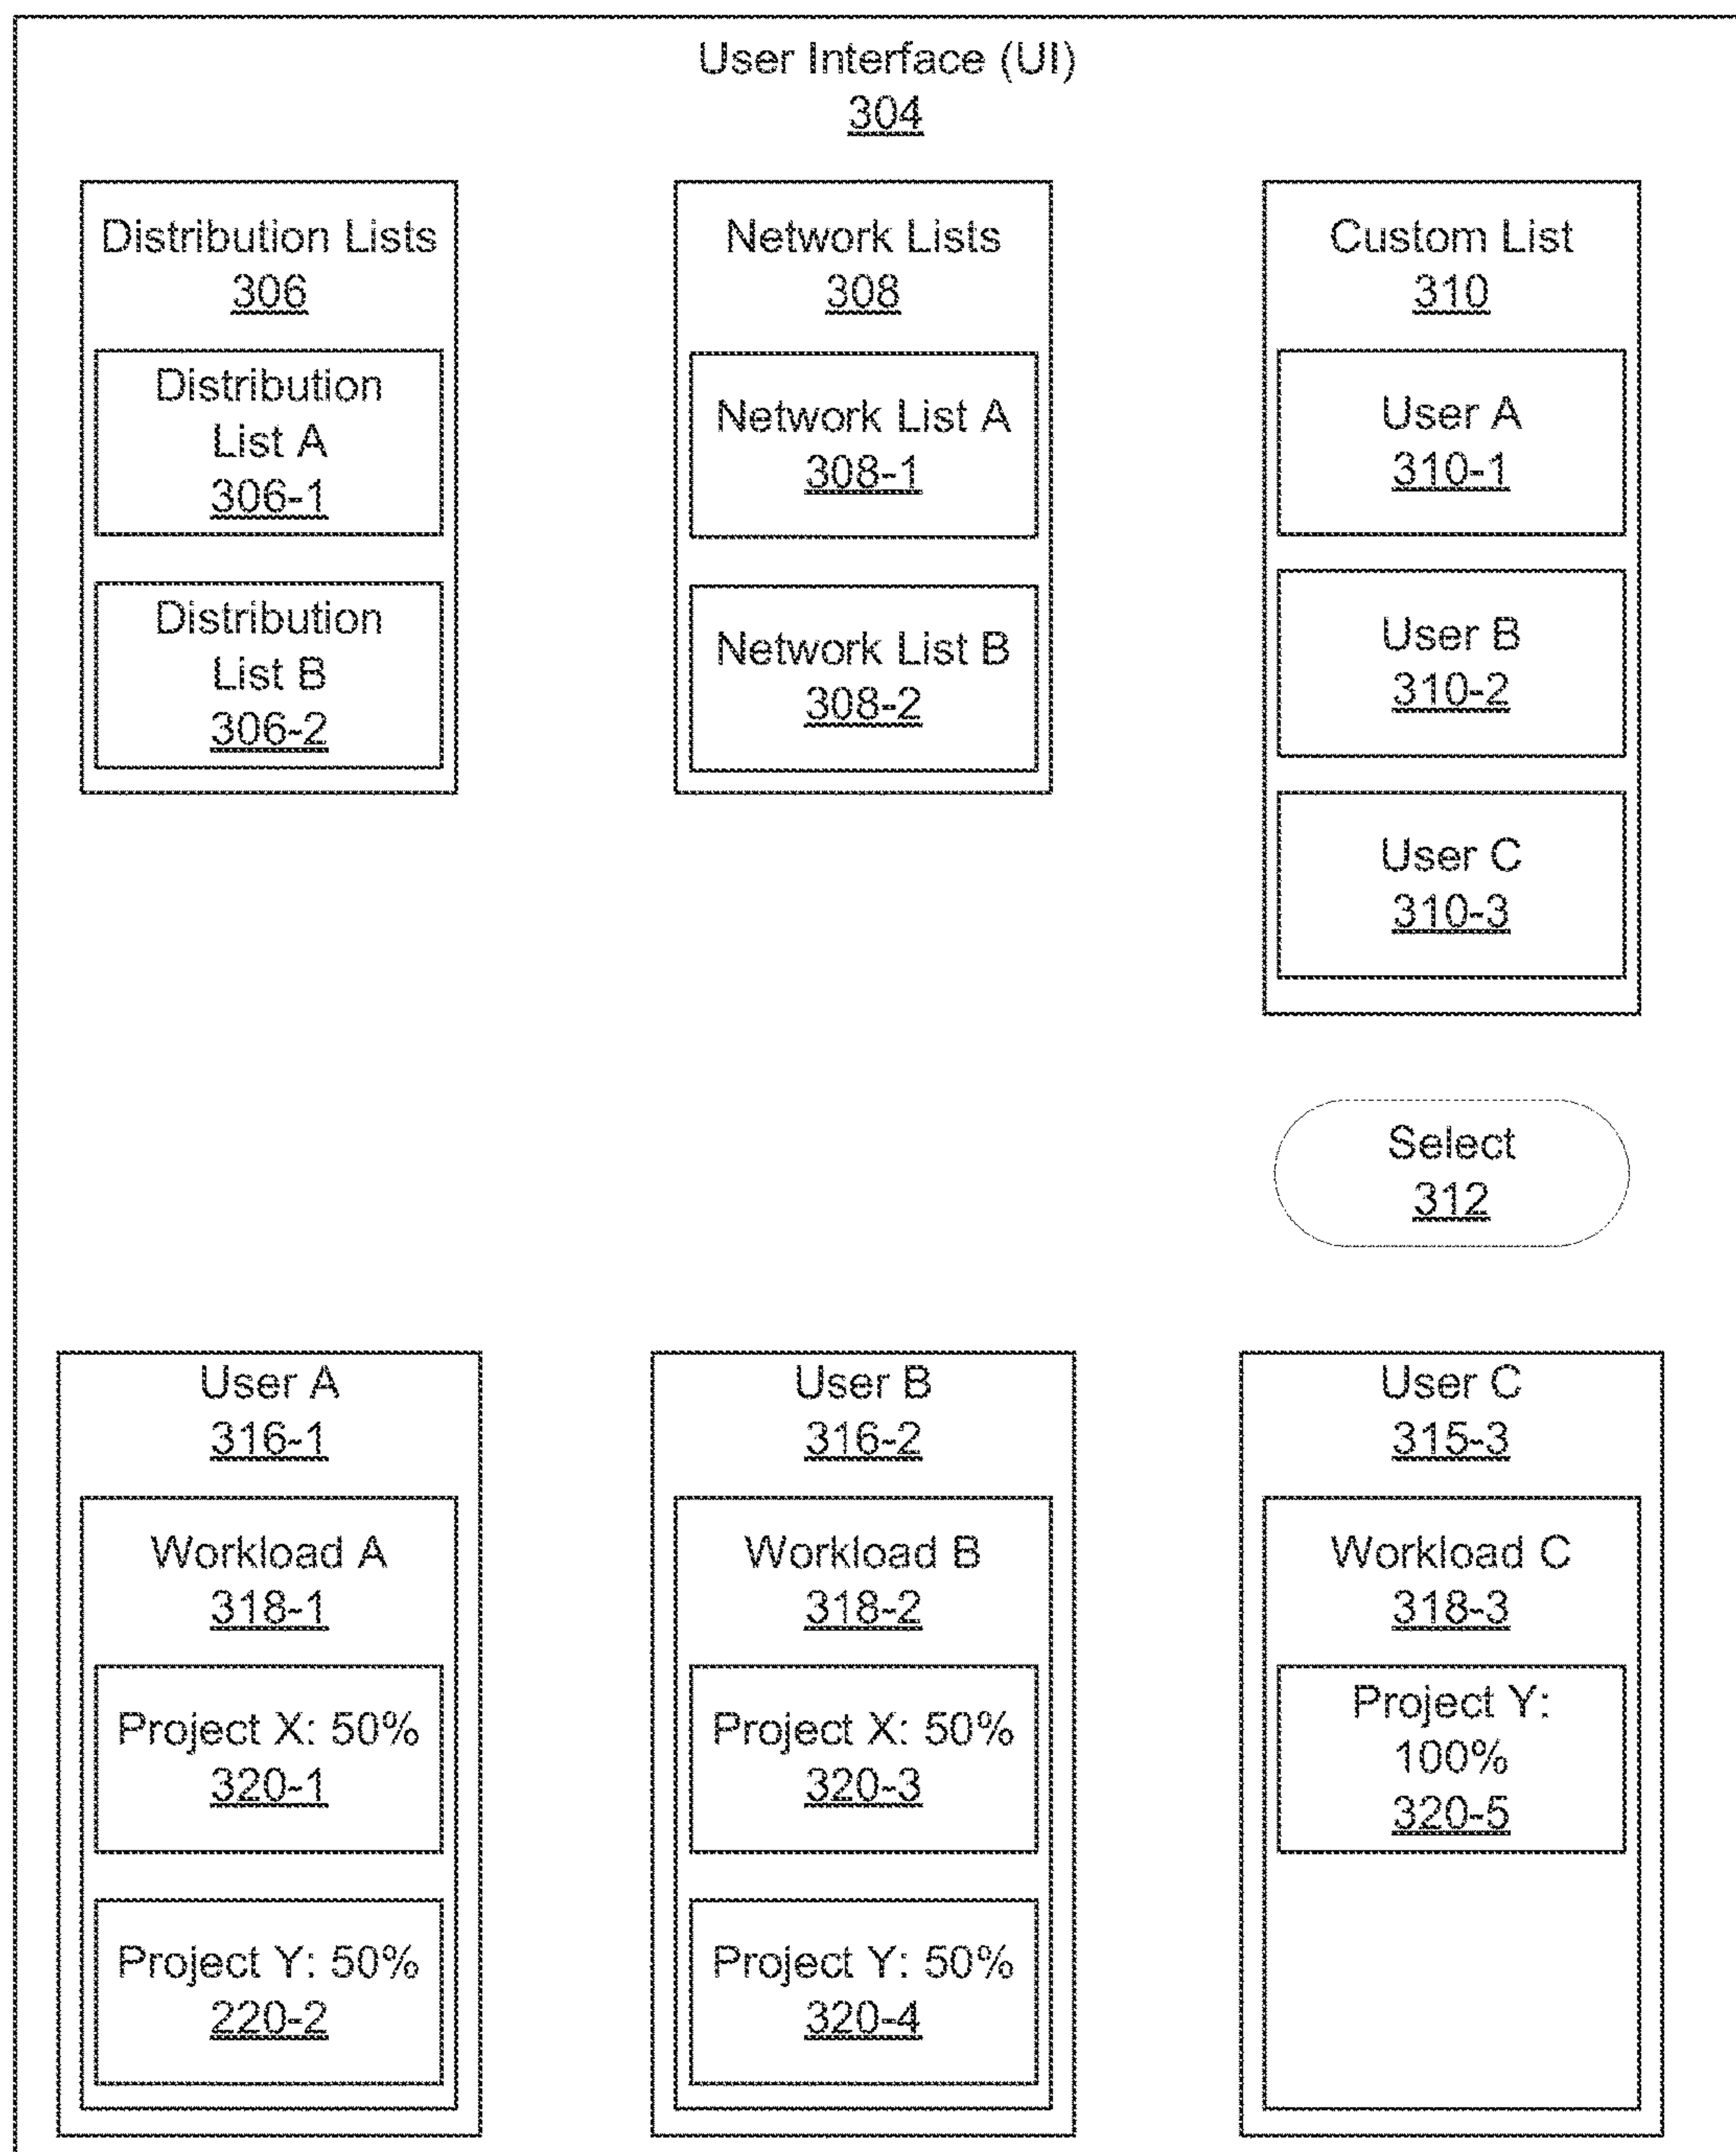 User Interface (UI)
304
Distribution Lists
306
Distribution
List A
306-1
Distribution
List B
306-2
Network Lists
308
Network List A
308-1
Network List B
308-2
Custom List
310
User A
310-1
User B
310-2
User C
310-3
Select
312
User A
316-1
Workload A
318-1
Project X: 50%
320-1
Project Y: 50%
220-2
User B
316-2
Workload B
318-2
Project X: 50%
320-3
Project Y: 50%
320-4
User C
315-3
Workload C
318-3
Project Y:
100%
320-5